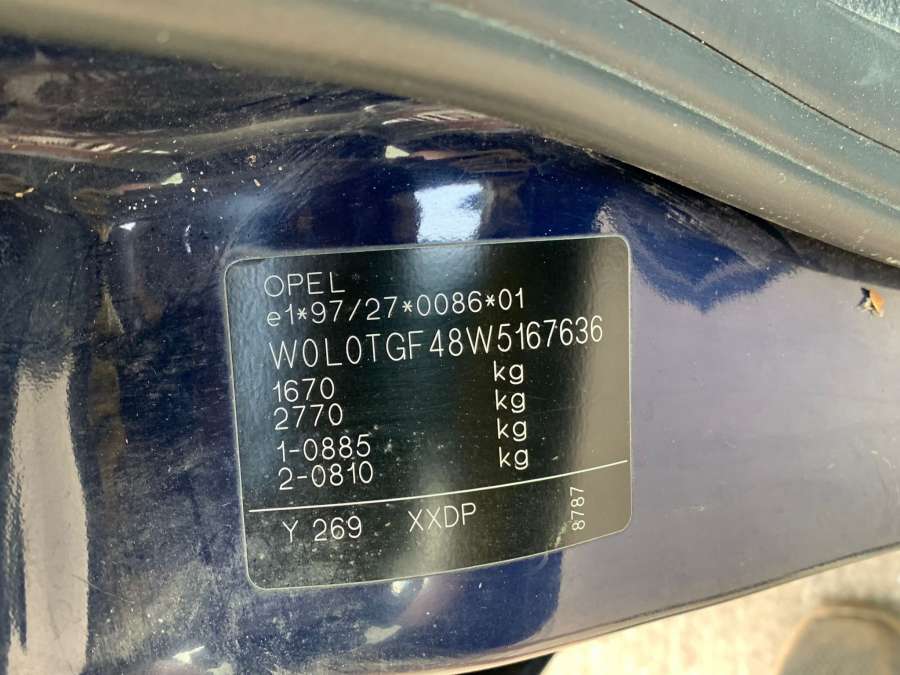 OPEL
e1*97/27*0086*01
W0L0TGF48W5167636
1670 kg
2770 kg
1-0885 kg
2-0810 kg
Y 269 XXDP 8787